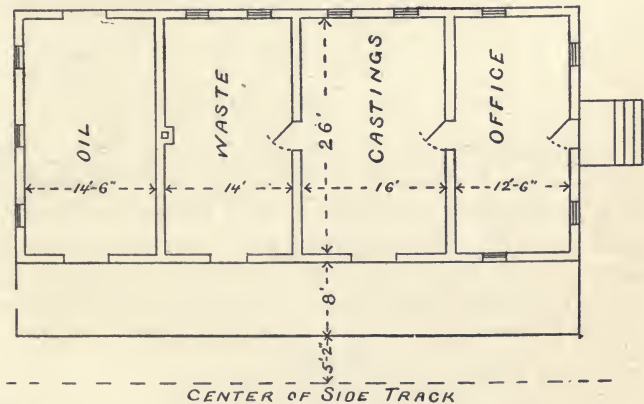 OIL
WASTE
CASTINGS
OFFICE
26'
14'-6"
14'
16'
12'-6"
8'
5'-2"
CENTER OF SIDE TRACK